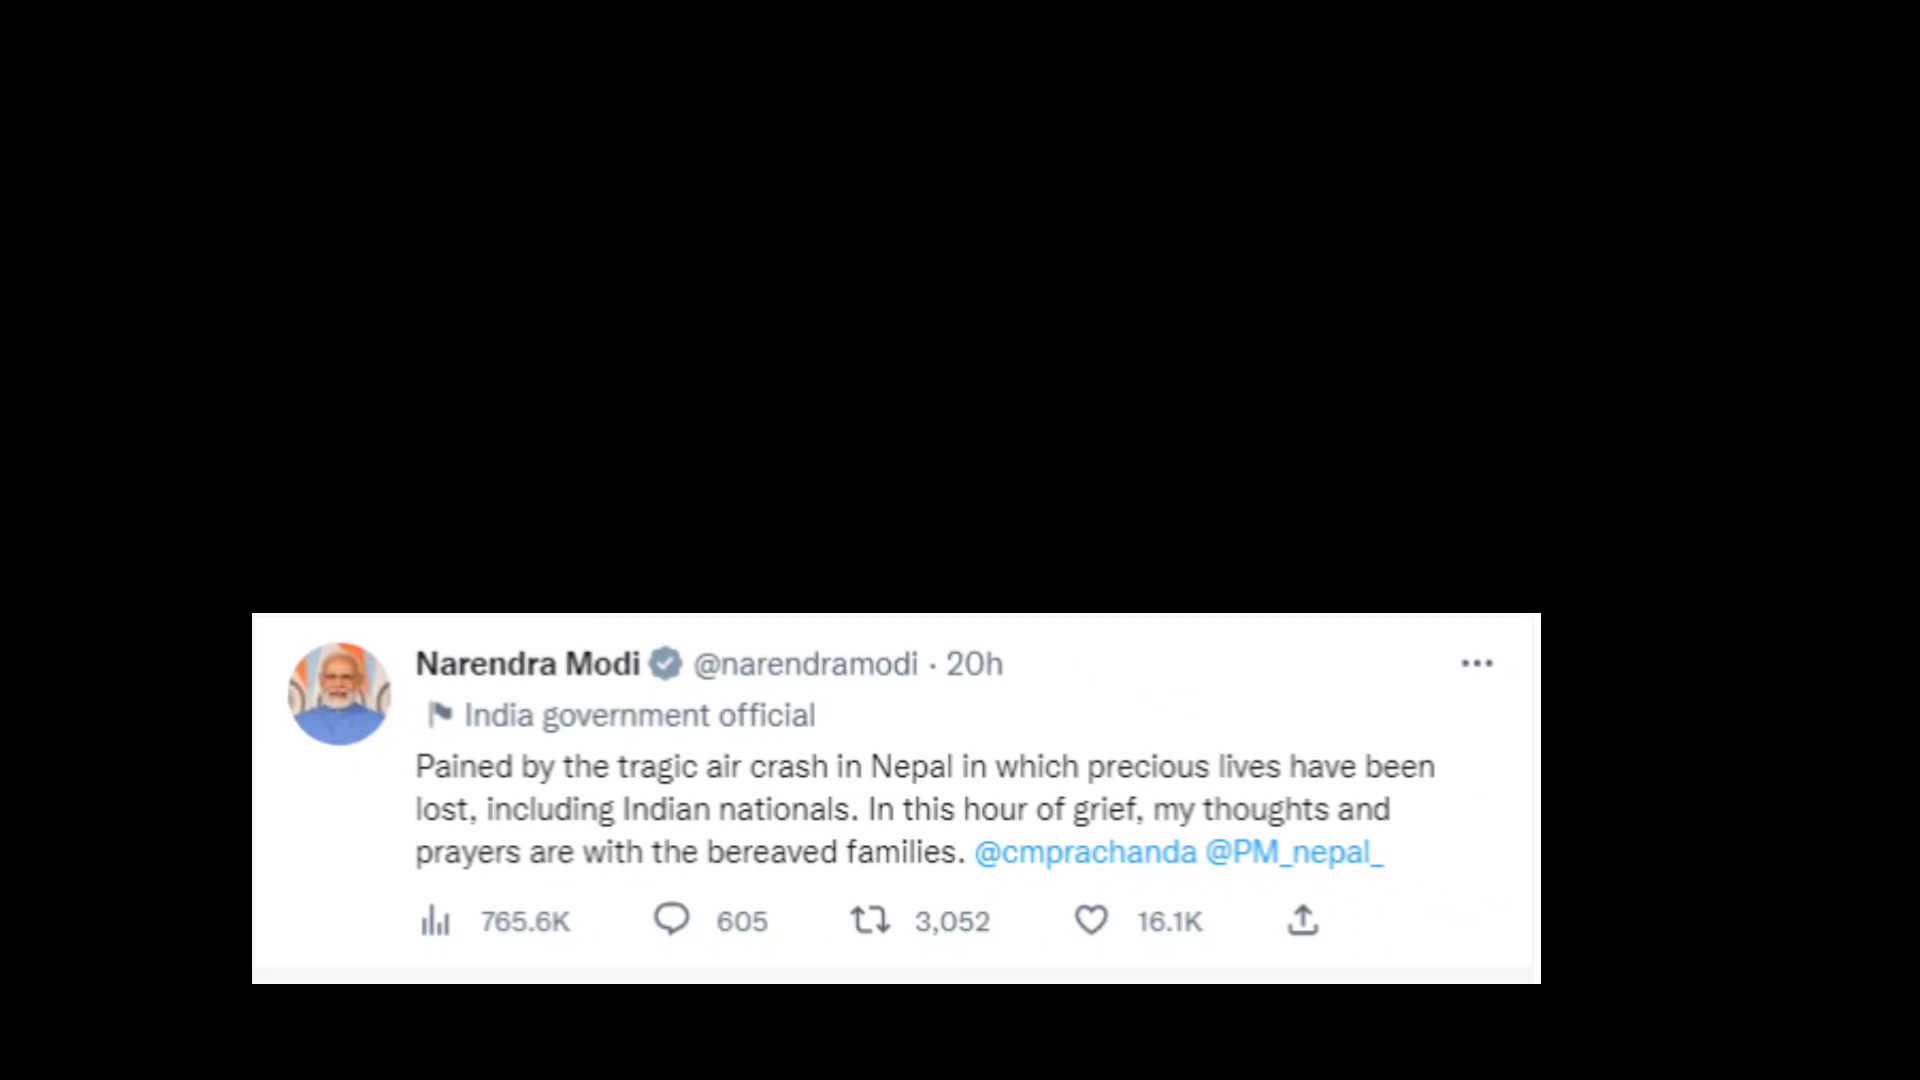 Narendra Modi @narendramodi · 20h
India government official
Pained by the tragic air crash in Nepal in which precious lives have been
lost, including Indian nationals. In this hour of grief, my thoughts and
prayers are with the bereaved families. @cmprachanda @PM_nepal_
765.6K 605 3,052 16.1K